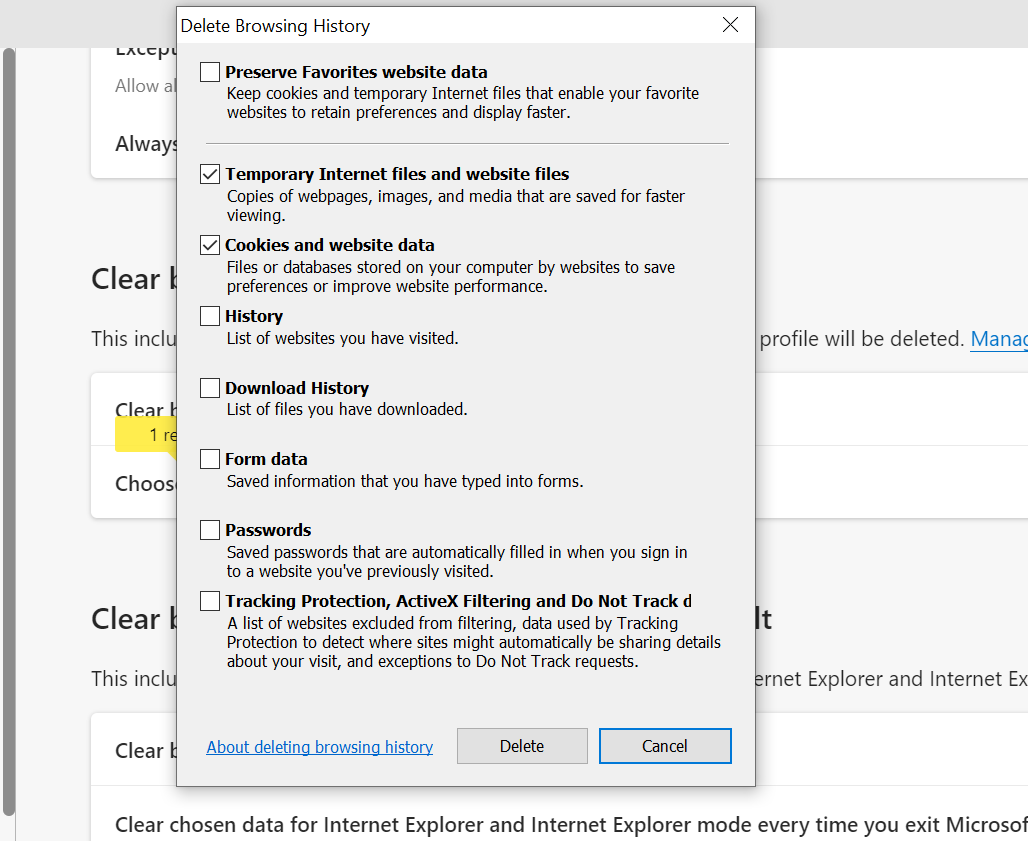 Delete Browsing History
Allow al
Preserve Favorites website data
Keep cookies and temporary Internet files that enable your favorite
websites to retain preferences and display faster.
Always
Temporary Internet files and website files
Copies of webpages, images, and media that are saved for faster
viewing.
Cookies and website data
Files or databases stored on your computer by websites to save
preferences or improve website performance.
Clear b
History
List of websites you have visited.
This inclu
profile will be deleted. Manag
Download History
List of files you have downloaded.
Clear b
1 re
Form data
Saved information that you have typed into forms.
Choose
Passwords
Saved passwords that are automatically filled in when you sign in
to a website you've previously visited.
Tracking Protection, ActiveX Filtering and Do Not Track d
A list of websites excluded from filtering, data used by Tracking
Protection to detect where sites might automatically be sharing details
about your visit, and exceptions to Do Not Track requests.
Clear b
lt
This inclu
ernet Explorer and Internet Ex
About deleting browsing history
Delete
Cancel
Clear b
Clear chosen data for Internet Explorer and Internet Explorer mode every time you exit Microsof